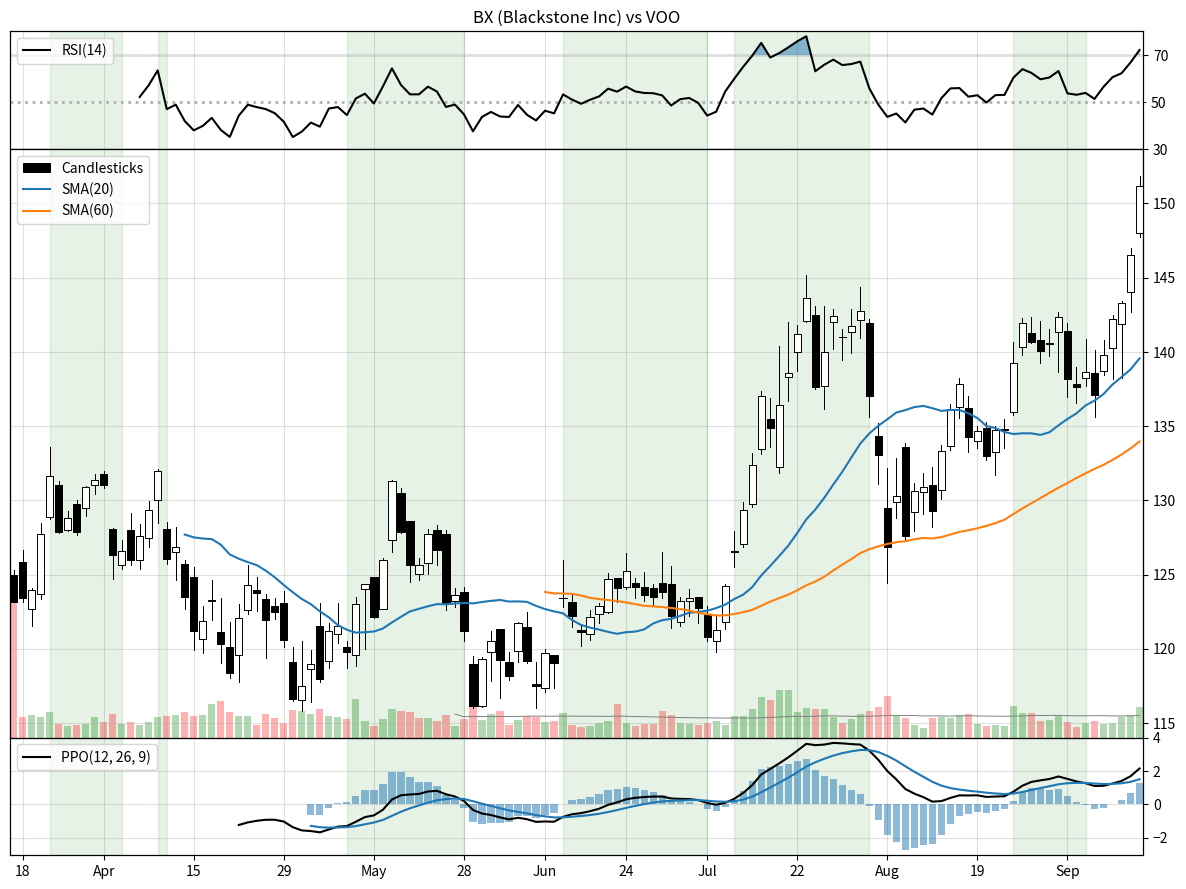 BX (Blackstone Inc) vs VOO
RSI(14)
70
50
30
Candlesticks
SMA(20)
SMA(60)
150
145
140
135
130
125
120
115
PPO(12, 26, 9)
4
2
0
−2
18 Apr 15 29 May 28 Jun 24 Jul 22 Aug 19 Sep